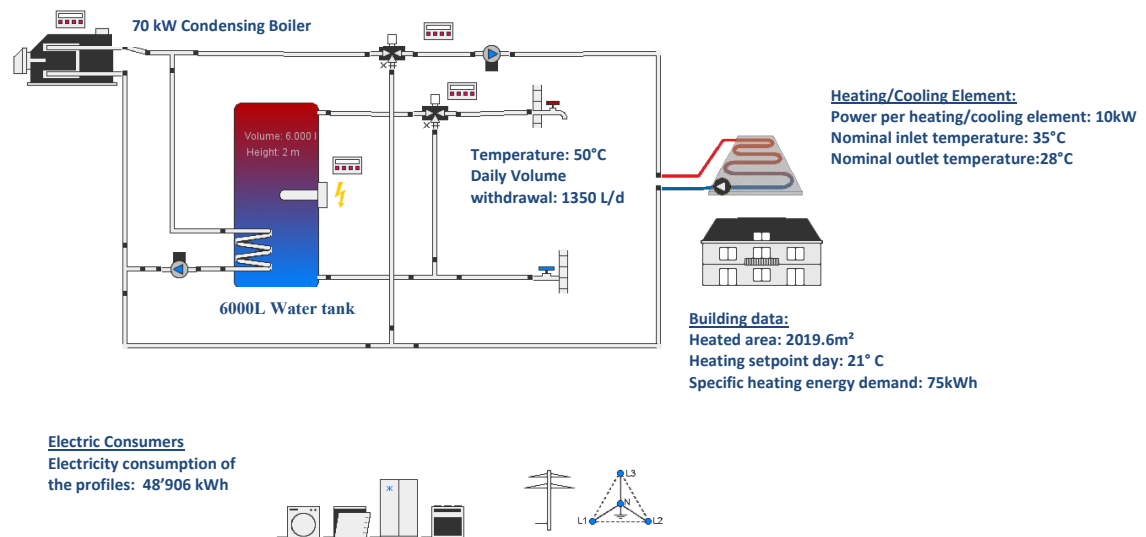 70 kW Condensing Boiler
Volume: 6.000 l
Height: 2 m
6000L Water tank
Temperature: 50°C
Daily Volume
withdrawal: 1350 L/d
Heating/Cooling Element:
Power per heating/cooling element: 10kW
Nominal inlet temperature: 35°C
Nominal outlet temperature:28°C
Building data:
Heated area: 2019.6m²
Heating setpoint day: 21° C
Specific heating energy demand: 75kWh
Electric Consumers
Electricity consumption of
the profiles: 48'906 kWh
L3
N
L1
L2